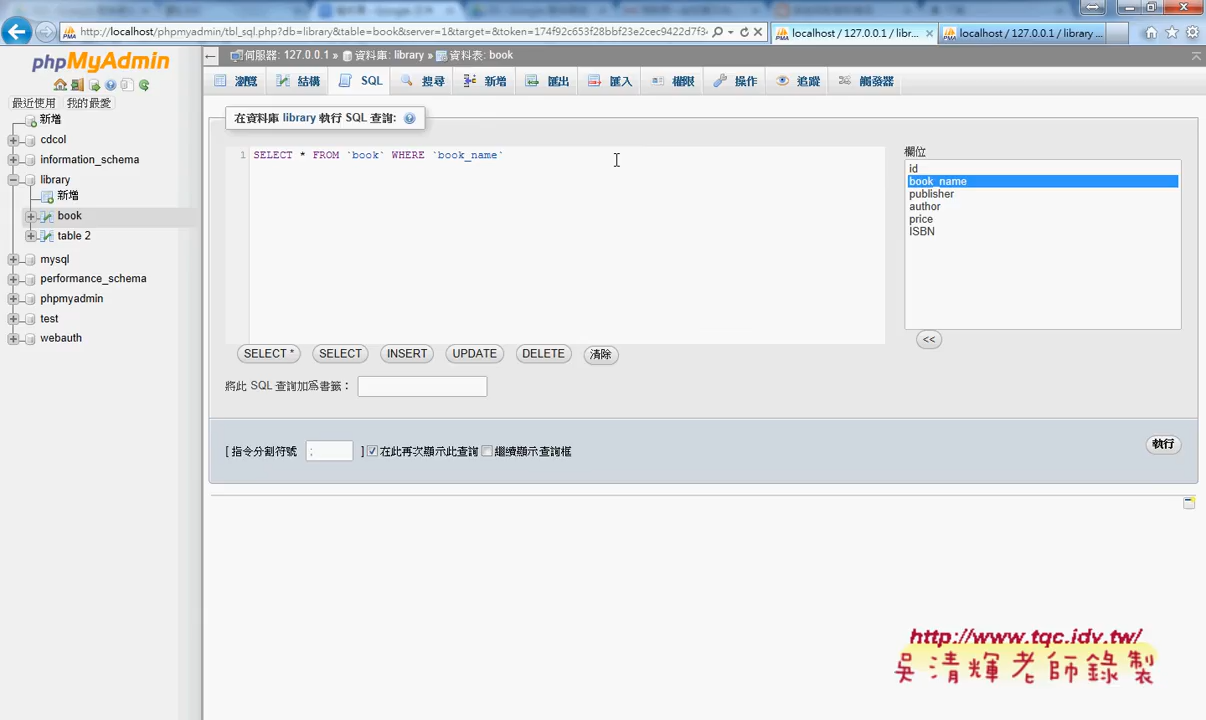 http://localhost/phpmyadmin/tbl_sql.php?db=library&table=book&server=1&target=&token=174f92c653f28bbf23e2cec9422d7f3
localhost / 127.0.0.1 / libr...
localhost / 127.0.0.1 / library ...
phpMyAdmin
最近使用 我的最愛
新增
cdcol
information_schema
library
新增
book
table 2
mysql
performance_schema
phpmyadmin
test
webauth
伺服器: 127.0.0.1 » 資料庫: library » 資料表: book
瀏覽 結構 SQL 搜尋 新增 匯出 匯入 權限 操作 追蹤 觸發器
在資料庫 library 執行 SQL 查詢:
1 SELECT * FROM `book` WHERE `book_name`
欄位
id
book_name
publisher
author
price
ISBN
<<
SELECT * SELECT INSERT UPDATE DELETE 清除
將此 SQL 查詢加為書籤：
[ 指令分割符號 ; ] 在此再次顯示此查詢 繼續顯示查詢框
執行
http://www.tqc.idv.tw/
吳清輝老師錄製